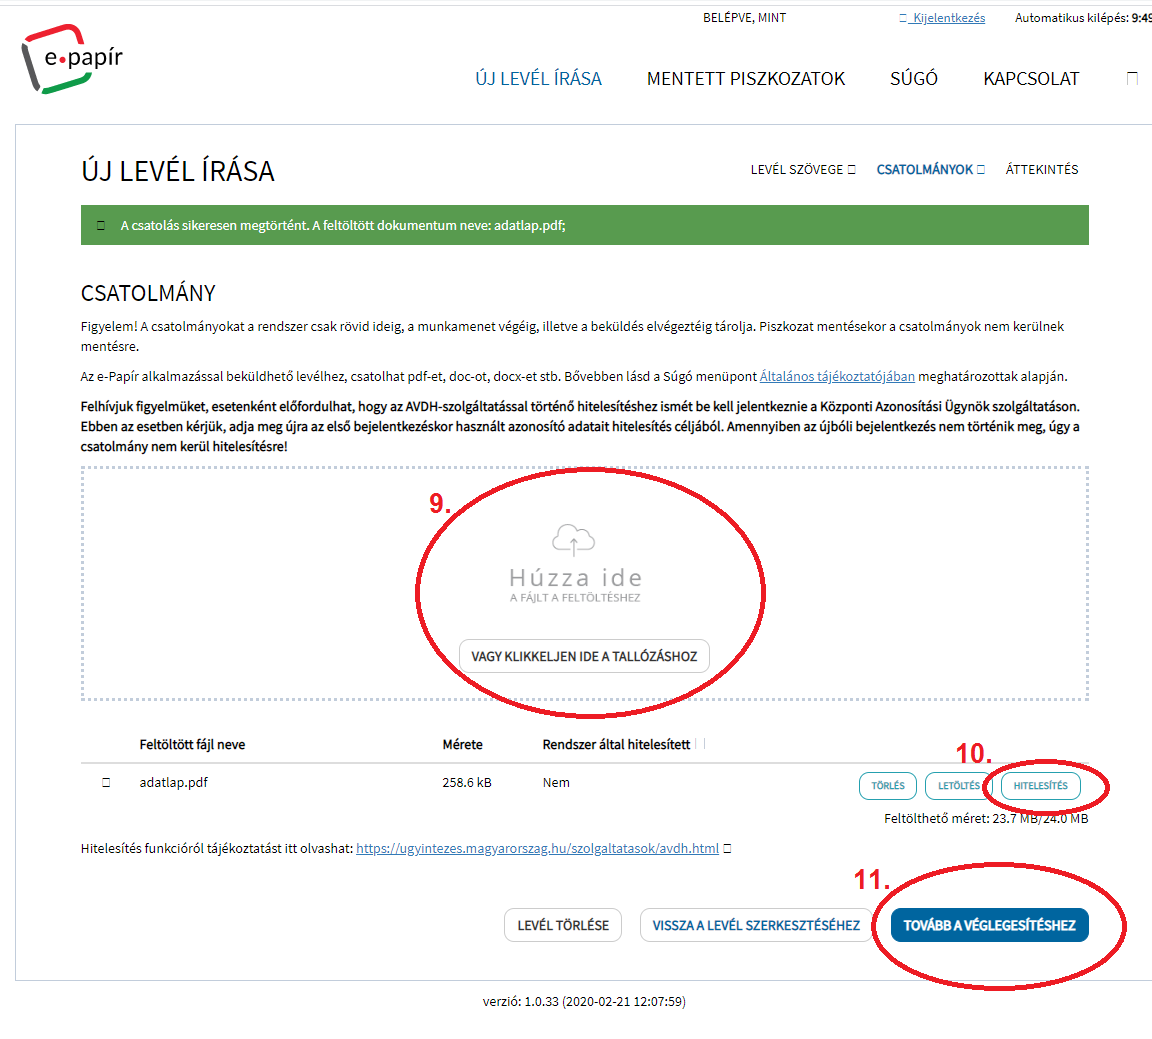 BELÉPVE, MINT
Kijelentkezés
Automatikus kilépés: 9:49
e•papír
ÚJ LEVÉL ÍRÁSA
MENTETT PISZKOZATOK
SÚGÓ
KAPCSOLAT
ÚJ LEVÉL ÍRÁSA
LEVÉL SZÖVEGE
CSATOLMÁNYOK
ÁTTEKINTÉS
A csatolás sikeresen megtörtént. A feltöltött dokumentum neve: adatlap.pdf;
CSATOLMÁNY
Figyelem! A csatolmányokat a rendszer csak rövid ideig, a munkamenet végéig, illetve a beküldés elvégeztéig tárolja. Piszkozat mentésekor a csatolmányok nem kerülnek
mentésre.
Az e-Papír alkalmazással beküldhető levélhez, csatolhat pdf-et, doc-ot, docx-et stb. Bővebben lásd a Súgó menüpont Általános tájékoztatójában meghatározottak alapján.
Felhívjuk figyelmüket, esetenként előfordulhat, hogy az AVDH-szolgáltatással történő hitelesítéshez ismét be kell jelentkeznie a Központi Azonosítási Ügynök szolgáltatáson.
Ebben az esetben kérjük, adja meg újra az első bejelentkezéskor használt azonosító adatait hitelesítés céljából. Amennyiben az újbóli bejelentkezés nem történik meg, úgy a
csatolmány nem kerül hitelesítésre!
9.
Húzza ide
A FÁJLT A FELTÖLTÉSHEZ
VAGY KLIKKELJEN IDE A TALLÓZÁSHOZ
Feltöltött fájl neve
Mérete
Rendszer által hitelesített
10.
adatlap.pdf
258.6 kB
Nem
TÖRLÉS
LETÖLTÉS
HITELESÍTÉS
Feltölthető méret: 23.7 MB/24.0 MB
Hitelesítés funkcióról tájékoztatást itt olvashat: https://ugyintezes.magyarorszag.hu/szolgaltatasok/avdh.html
11.
LEVÉL TÖRLÉSE
VISSZA A LEVÉL SZERKESZTÉSÉHEZ
TOVÁBB A VÉGLEGESÍTÉSHEZ
verzió: 1.0.33 (2020-02-21 12:07:59)